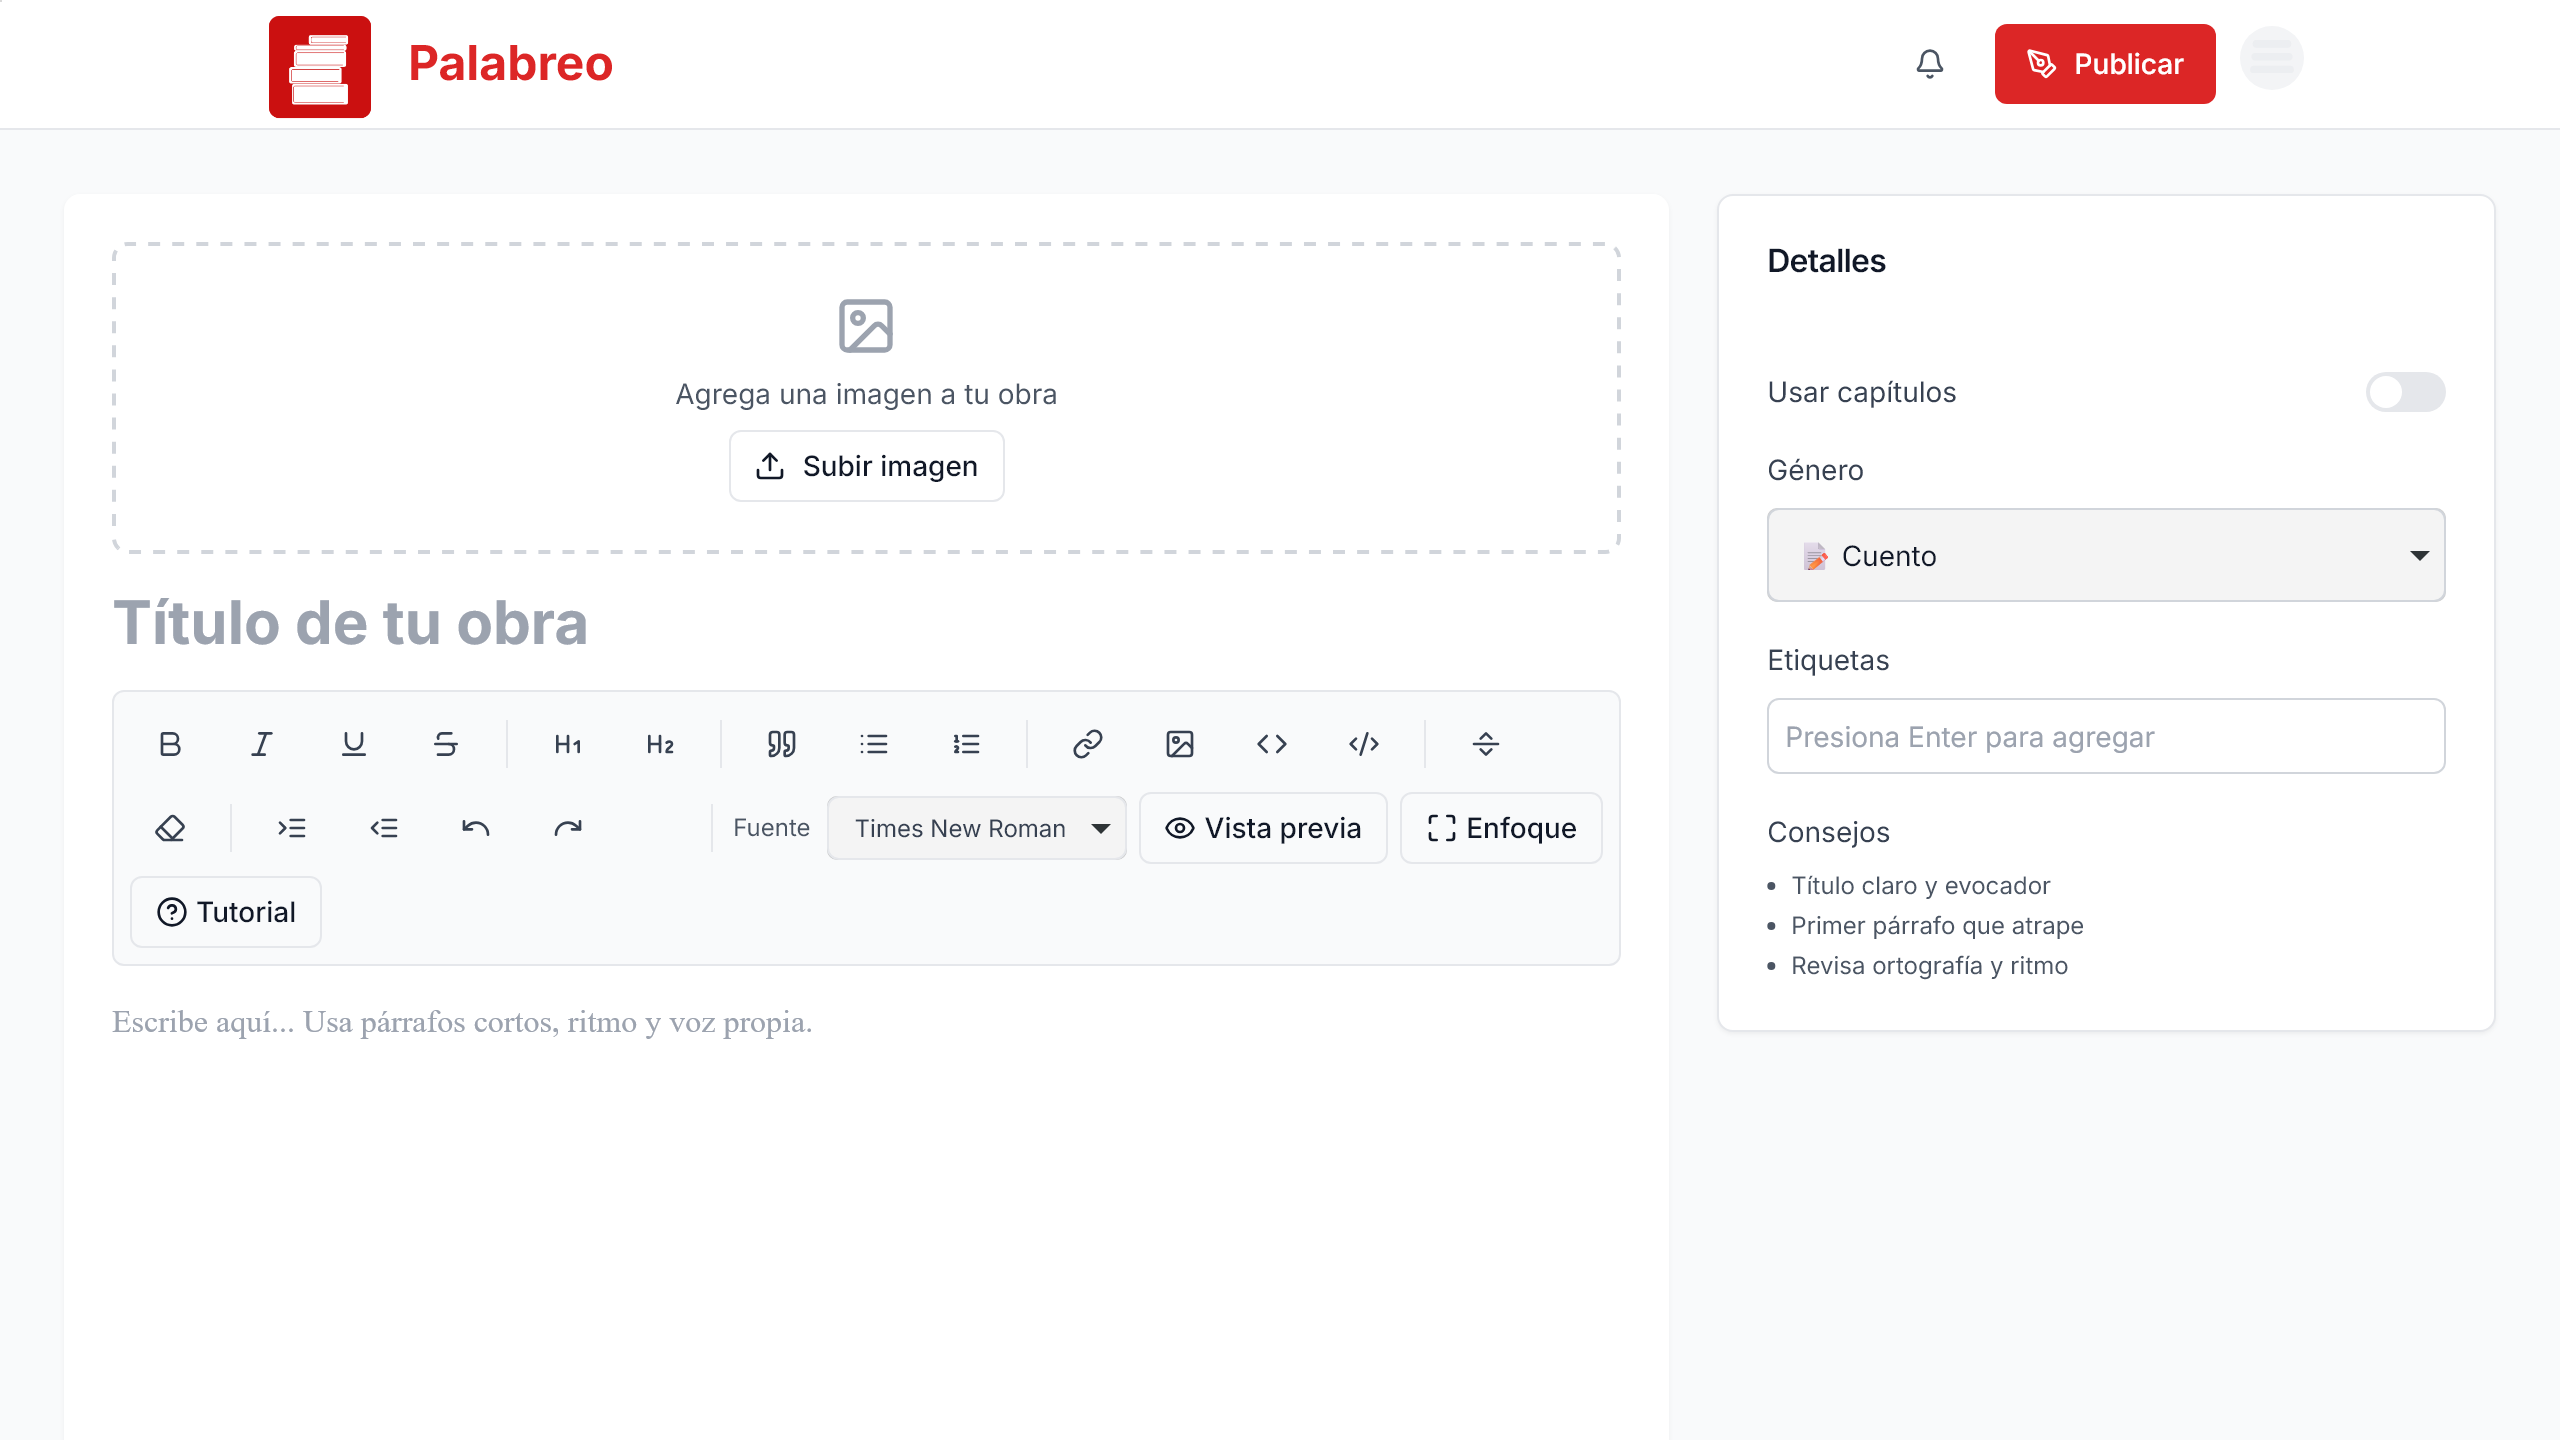 Palabreo
Publicar
Agrega una imagen a tu obra
Subir imagen
Título de tu obra
B I U S H1 H2
Fuente Times New Roman Vista previa Enfoque
Tutorial
Escribe aquí... Usa párrafos cortos, ritmo y voz propia.
Detalles
Usar capítulos
Género
Cuento
Etiquetas
Presiona Enter para agregar
Consejos
• Título claro y evocador
• Primer párrafo que atrape
• Revisa ortografía y ritmo